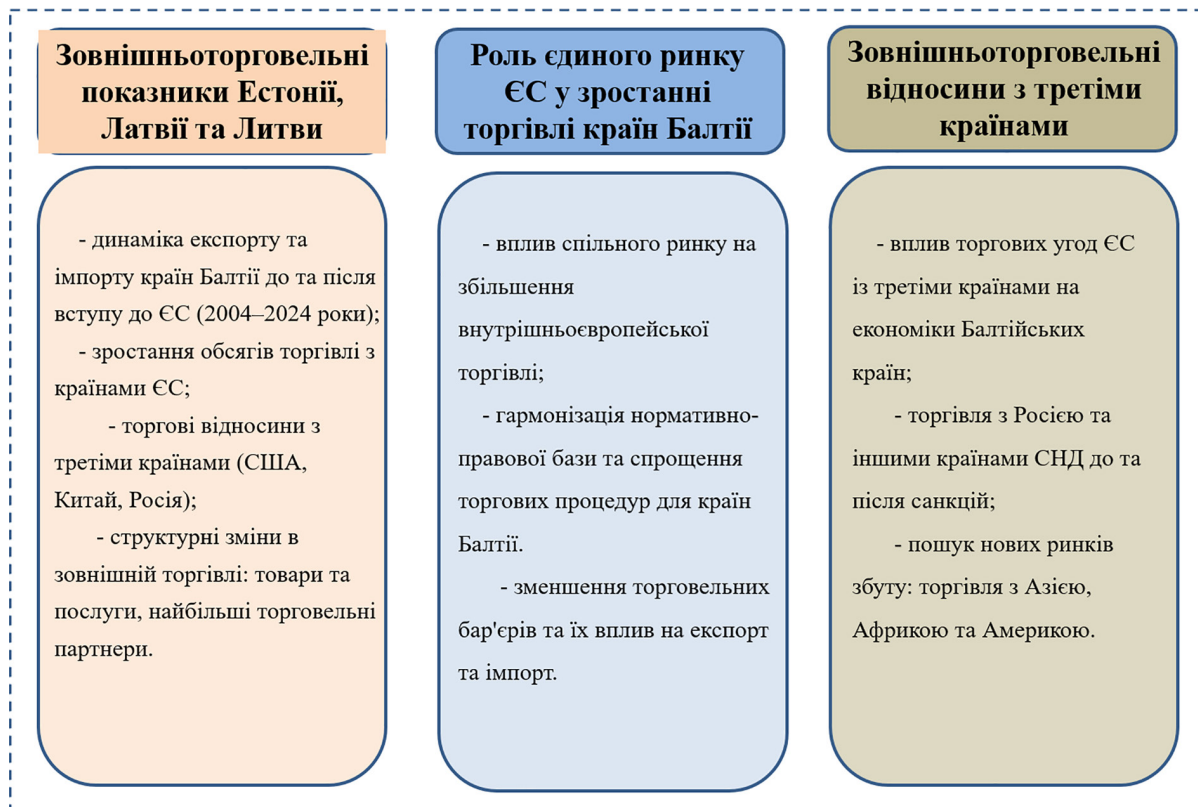 Зовнішньоторговельні
показники Естонії,
Латвії та Литви
- динаміка експорту та
імпорту країн Балтії до та після
вступу до ЄС (2004–2024 роки);
- зростання обсягів торгівлі з
країнами ЄС;
- торгові відносини з
третіми країнами (США,
Китай, Росія);
- структурні зміни в
зовнішній торгівлі: товари та
послуги, найбільші торговельні
партнери.
Роль єдиного ринку
ЄС у зростанні
торгівлі країн Балтії
- вплив спільного ринку на
збільшення
внутрішньоєвропейської
торгівлі;
- гармонізація нормативно-
правової бази та спрощення
торгових процедур для країн
Балтії.
- зменшення торговельних
бар'єрів та їх вплив на експорт
та імпорт.
Зовнішньоторговельні
відносини з третіми
країнами
- вплив торгових угод ЄС
із третіми країнами на
економіки Балтійських
країн;
- торгівля з Росією та
іншими країнами СНД до та
після санкцій;
- пошук нових ринків
збуту: торгівля з Азією,
Африкою та Америкою.